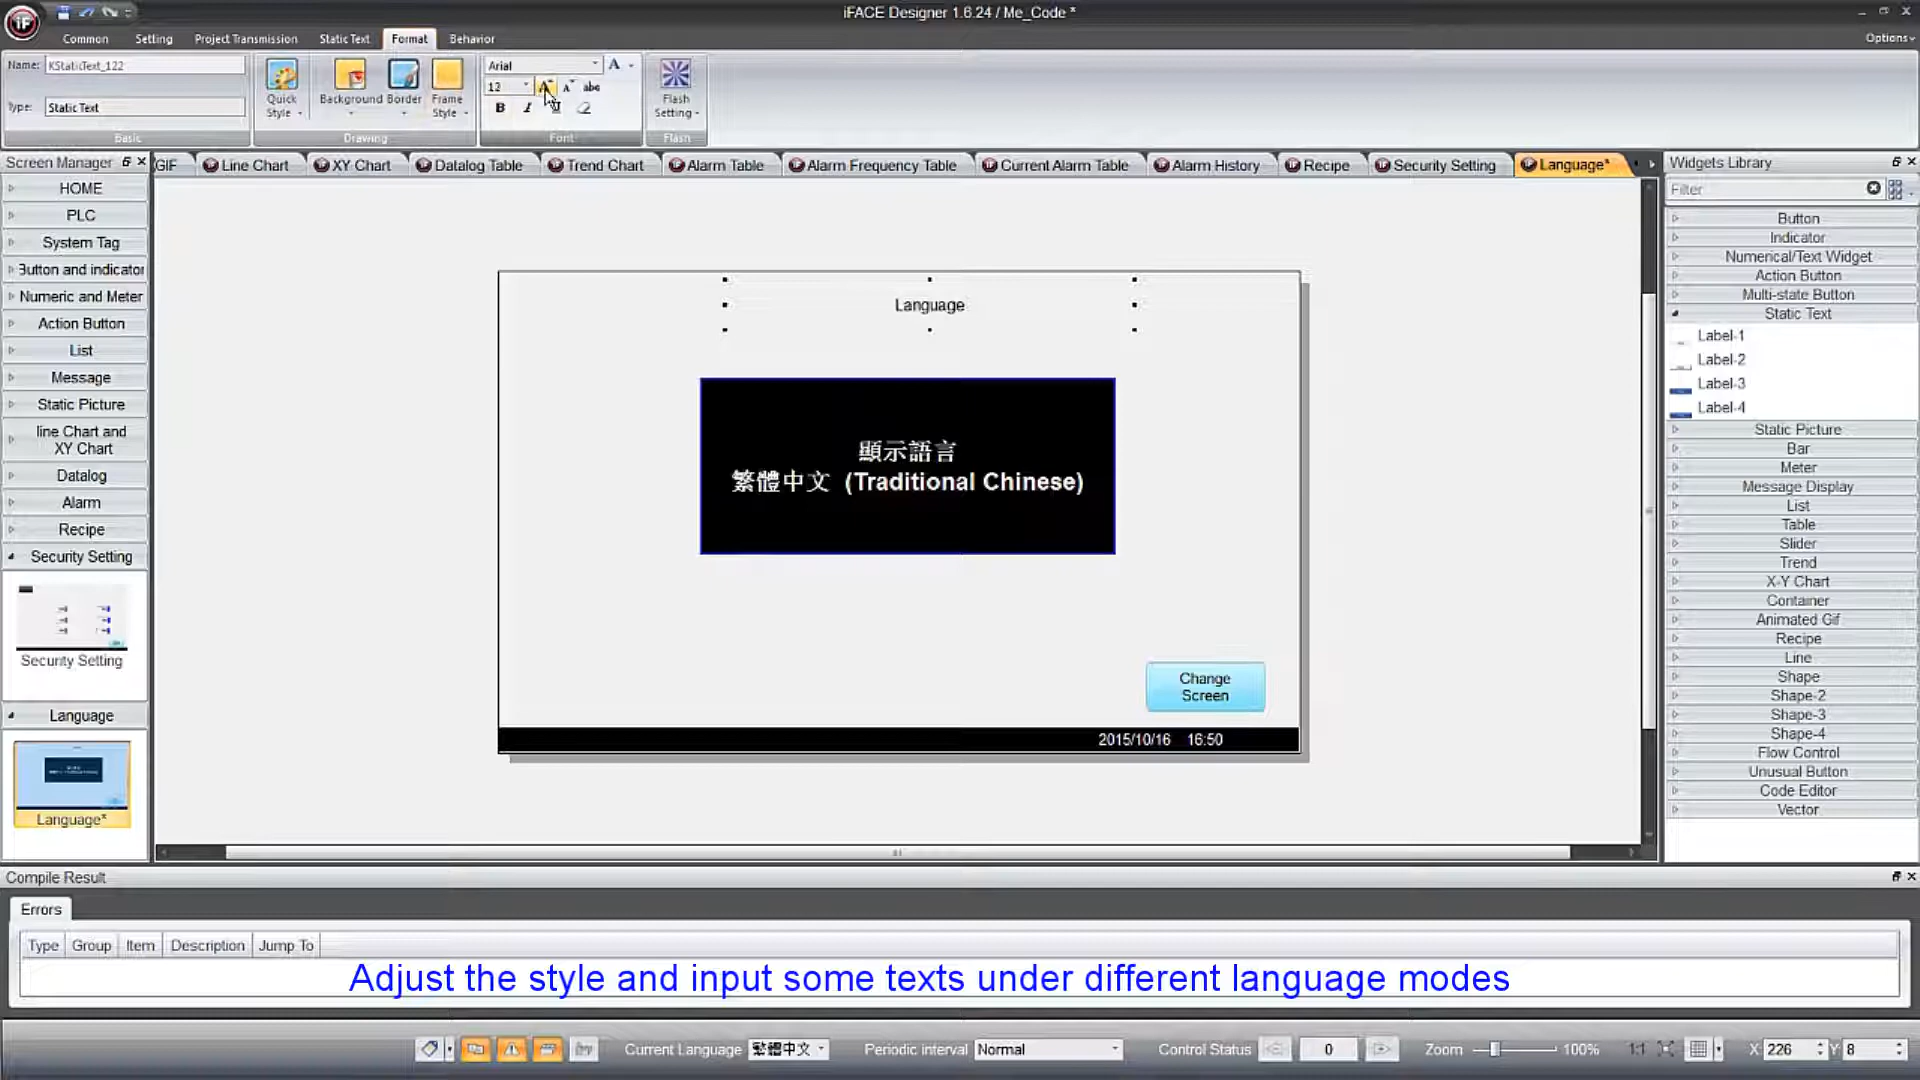 iF
iFACE Designer 1.6.24 / Me_Code *
Common Setting Project Transmission Static Text Format Behavior Options
Name: KStaticText_122
Type: Static Text
Basic
Quick Style
Background
Border
Frame Style
Drawing
Arial
12
A
A
A
abc
B I U
Font
Flash Setting
Flash
Screen Manager
GIF Line Chart XY Chart Datalog Table Trend Chart Alarm Table Alarm Frequency Table Current Alarm Table Alarm History Recipe Security Setting Language*
HOME
PLC
System Tag
Button and indicator
Numeric and Meter
Action Button
List
Message
Static Picture
line Chart and
XY Chart
Datalog
Alarm
Recipe
Security Setting
Security Setting
Language
Language*
Language
顯示語言
繁體中文 (Traditional Chinese)
Change
Screen
2015/10/16 16:50
Widgets Library
Filter
Button
Indicator
Numerical/Text Widget
Action Button
Multi-state Button
Static Text
Label-1
Label-2
Label-3
Label-4
Static Picture
Bar
Meter
Message Display
List
Table
Slider
Trend
X-Y Chart
Container
Animated Gif
Recipe
Line
Shape
Shape-2
Shape-3
Shape-4
Flow Control
Unusual Button
Code Editor
Vector
Compile Result
Errors
Type Group Item Description Jump To
Adjust the style and input some texts under different language modes
Current Language 繁體中文 Periodic interval Normal Control Status 0 Zoom 100% 1:1 X: 226 Y: 8